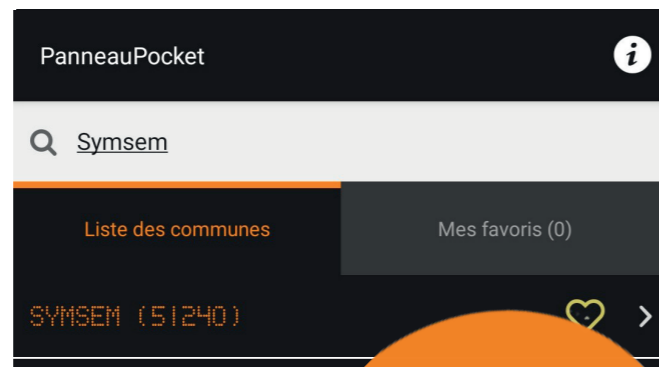 PanneauPocket
Symsem
Liste des communes
Mes favoris (0)
SYMSEM (51240)